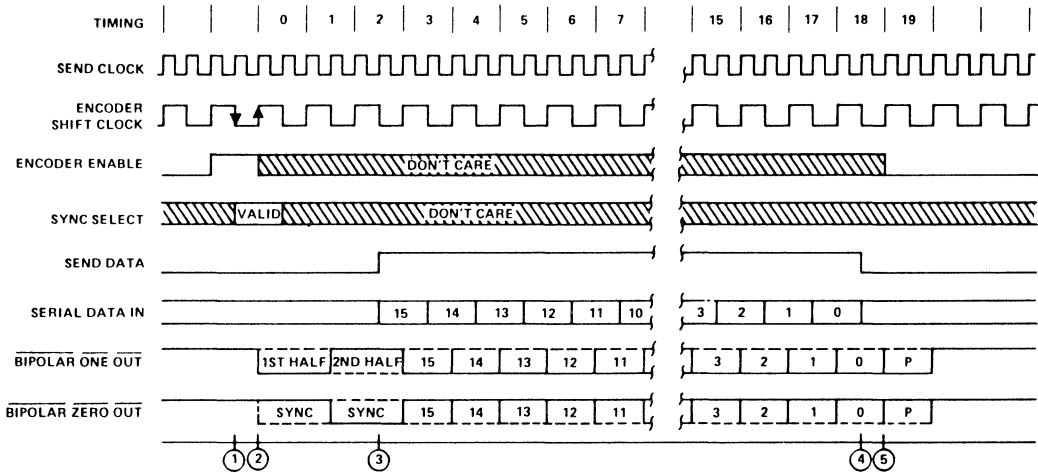 TIMING 0 1 2 3 4 5 6 7 15 16 17 18 19
SEND CLOCK
ENCODER
SHIFT CLOCK
ENCODER ENABLE DON'T CARE
SYNC SELECT VALID DON'T CARE
SEND DATA
SERIAL DATA IN 15 14 13 12 11 10 3 2 1 0
BIPOLAR ONE OUT 1ST HALF 2ND HALF 15 14 13 12 11 3 2 1 0 P
BIPOLAR ZERO OUT SYNC SYNC 15 14 13 12 11 3 2 1 0 P
1 2 3 4 5